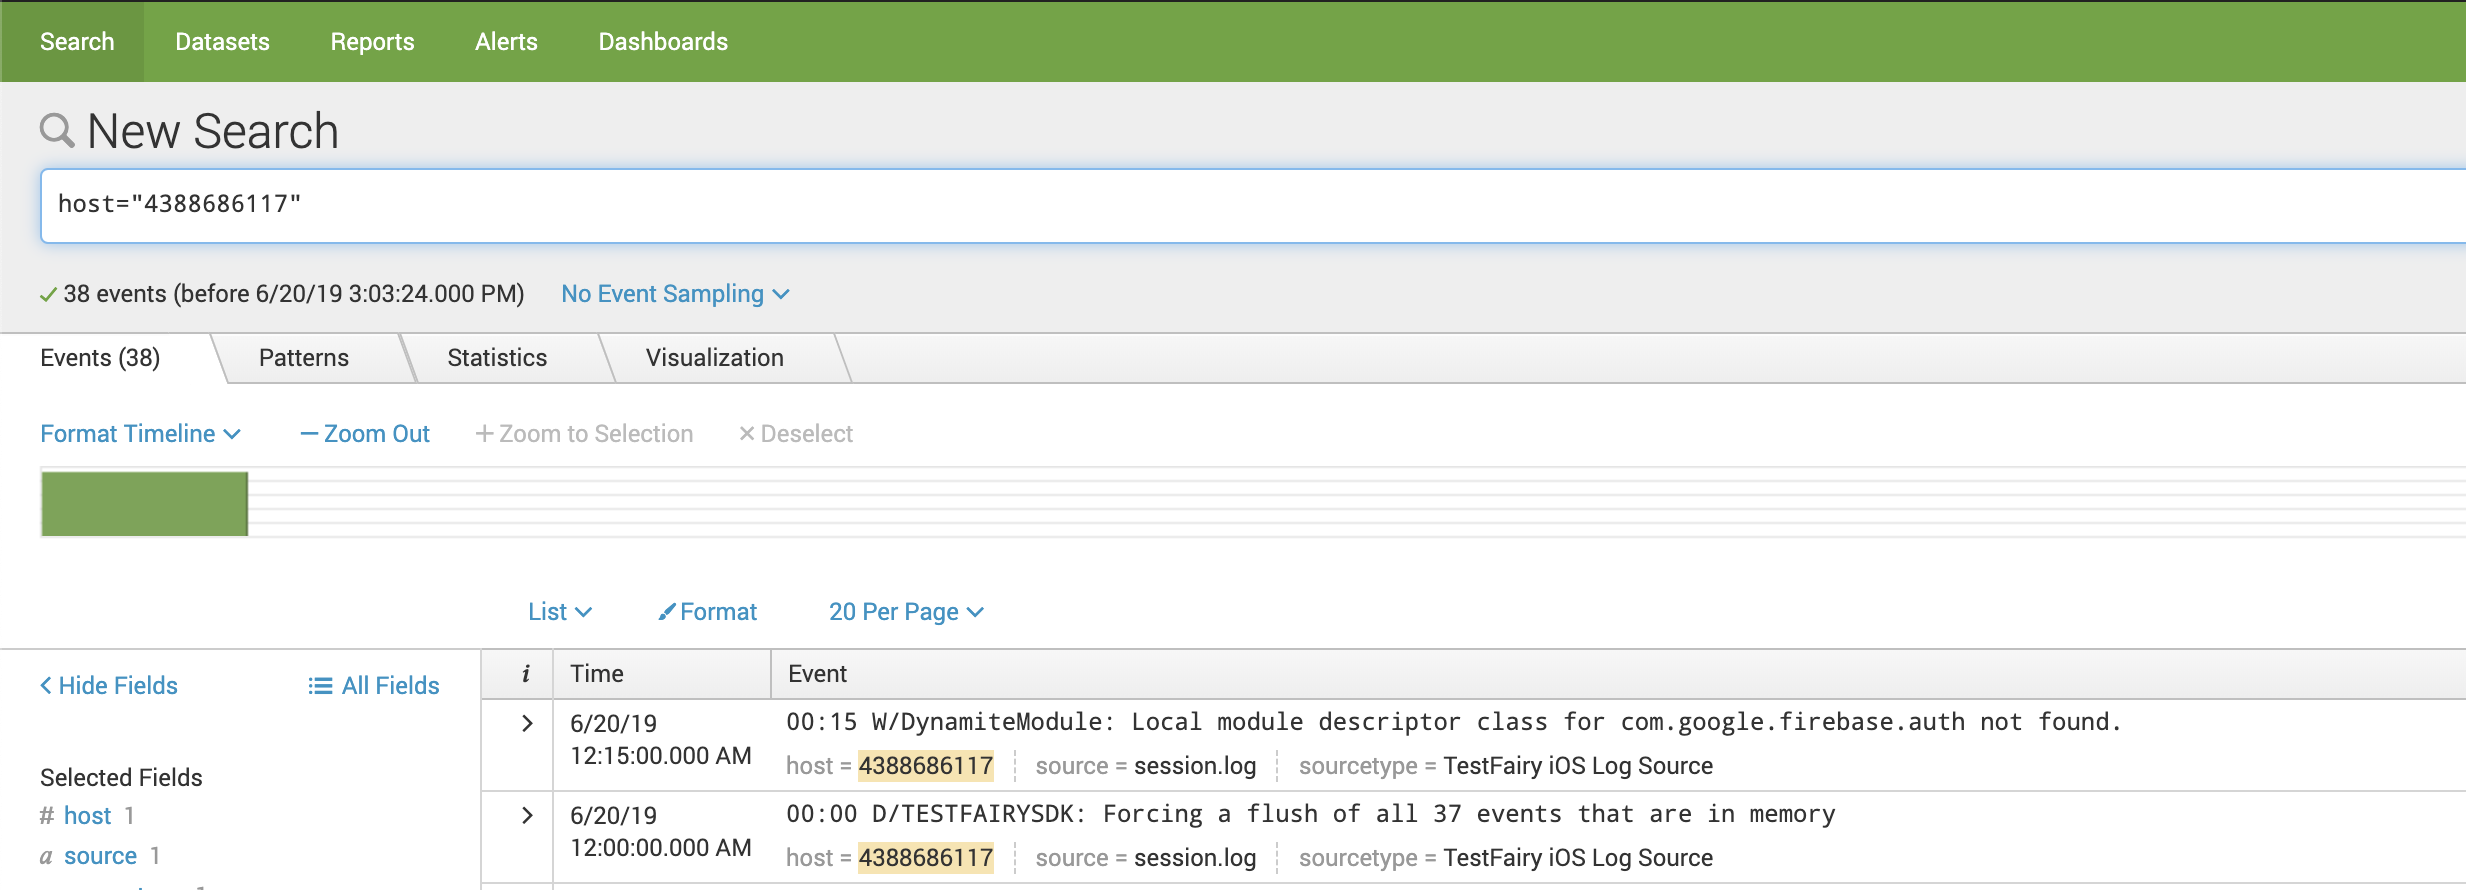 Search Datasets Reports Alerts Dashboards
New Search
host="4388686117"
38 events (before 6/20/19 3:03:24.000 PM) No Event Sampling
Events (38) Patterns Statistics Visualization
Format Timeline — Zoom Out + Zoom to Selection × Deselect
List Format 20 Per Page
< Hide Fields All Fields
i Time Event
> 6/20/19 00:15 W/DynamiteModule: Local module descriptor class for com.google.firebase.auth not found.
12:15:00.000 AM host = 4388686117 source = session.log sourcetype = TestFairy iOS Log Source
Selected Fields
# host 1
a source 1
> 6/20/19 00:00 D/TESTFAIRYSDK: Forcing a flush of all 37 events that are in memory
12:00:00.000 AM host = 4388686117 source = session.log sourcetype = TestFairy iOS Log Source